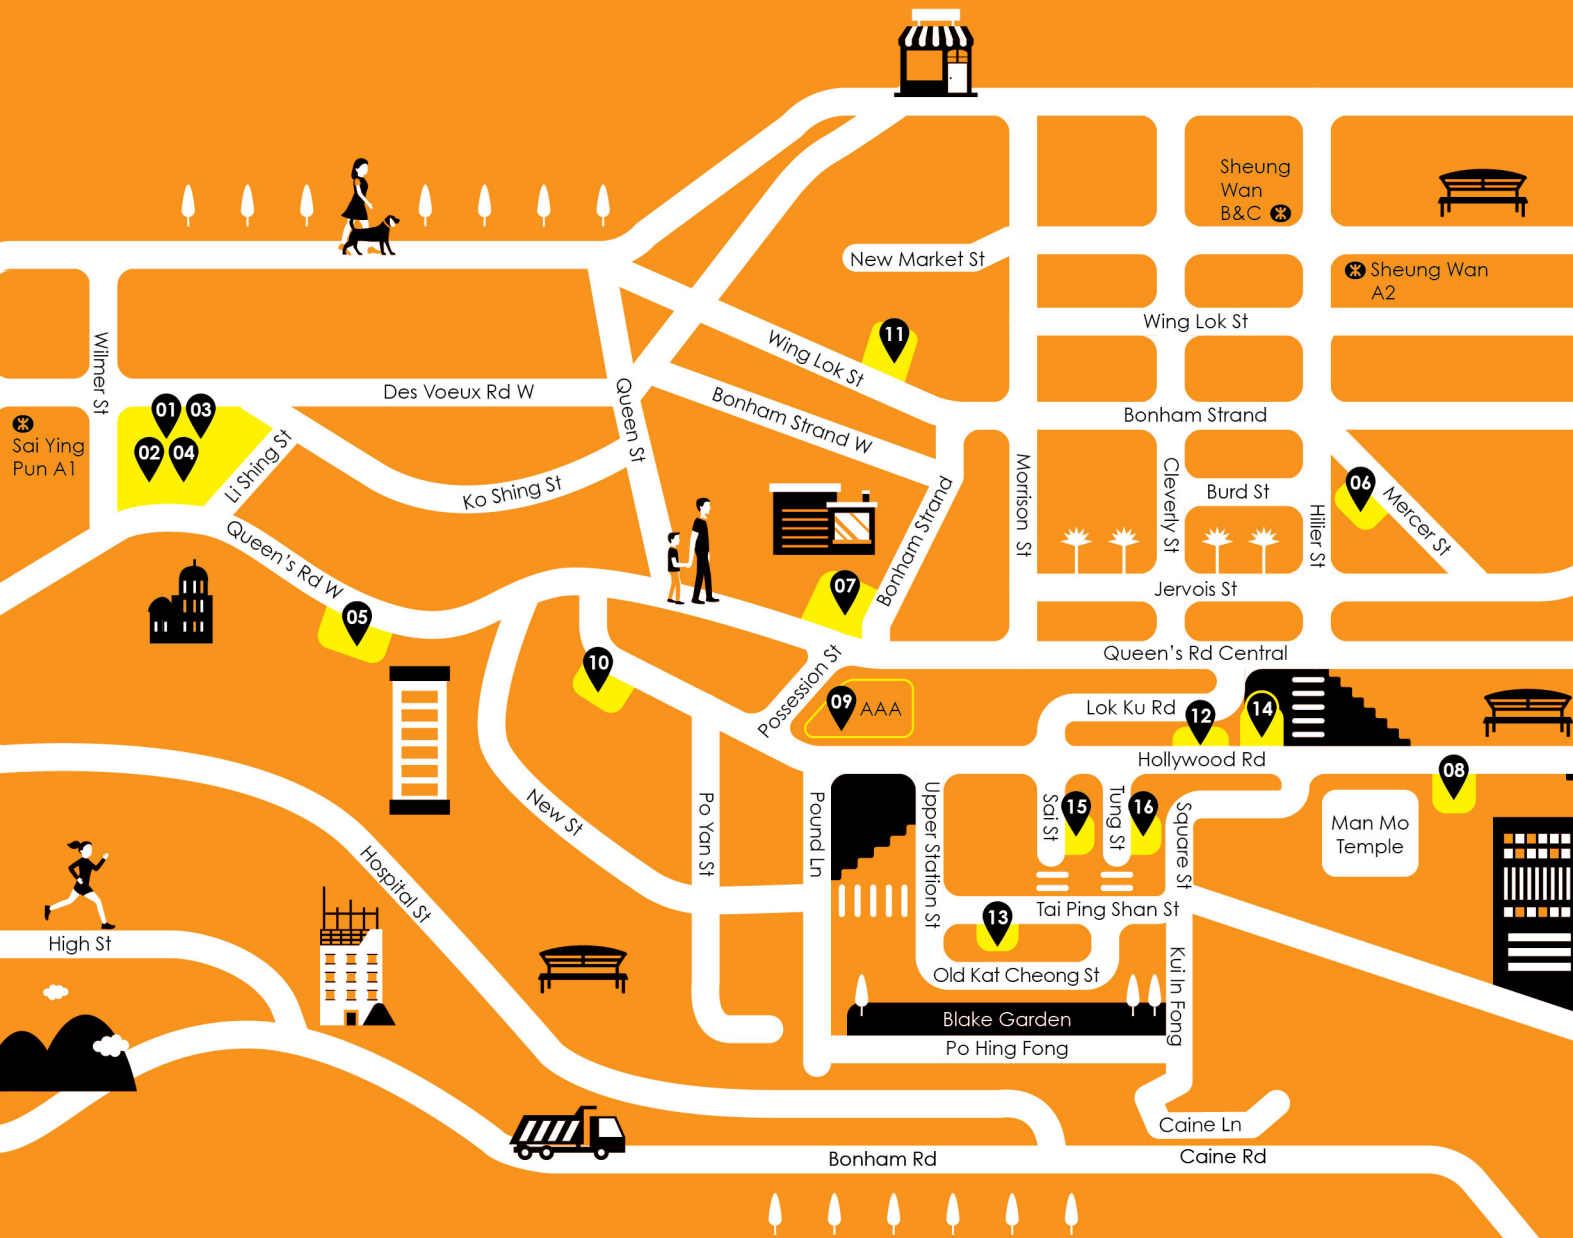 Sheung
Wan
B&C
New Market St
Sheung Wan
A2
Wing Lok St
Wilmer St
Wing Lok St
11
Des Voeux Rd W
Queen St
Bonham Strand W
Bonham Strand
01
03
02
04
Sai Ying
Pun A1
Li Shing St
Ko Shing St
Morrison St
Cleverly St
Burd St
Hillier St
06
Mercer St
Queen's Rd W
Bonham Strand
Jervois St
07
05
10
Possession St
Queen's Rd Central
09
AAA
Lok Ku Rd
12
14
Hollywood Rd
08
New St
Po Yan St
Pound Ln
Upper Station St
Sai St
15
Tung St
16
Square St
Man Mo
Temple
Hospital St
Tai Ping Shan St
13
High St
Old Kat Cheong St
Kui In Fong
Blake Garden
Po Hing Fong
Caine Ln
Bonham Rd
Caine Rd